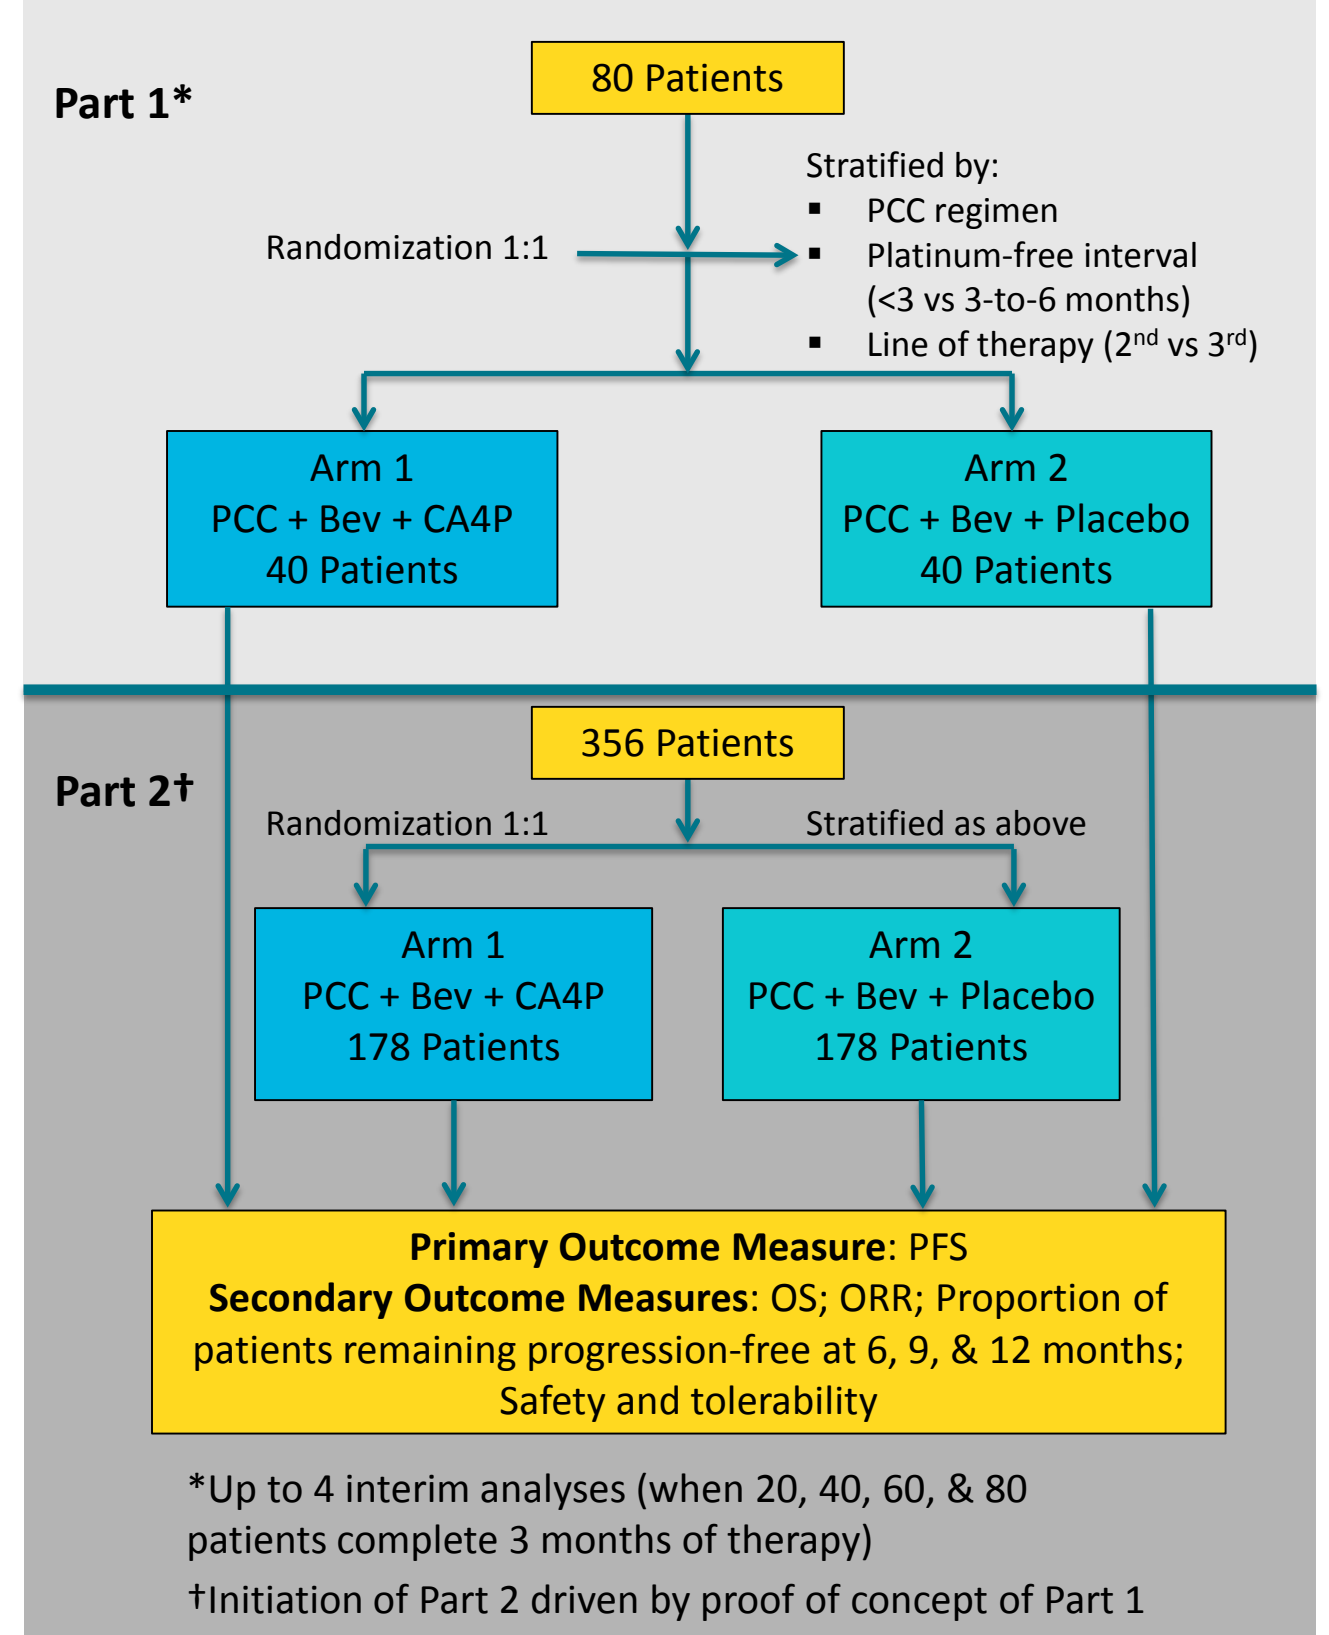 80 Patients
Part 1*
Stratified by:
▪ PCC regimen
Randomization 1:1
▪ Platinum-free interval
(<3 vs 3-to-6 months)
▪ Line of therapy (2nd vs 3rd)
Arm 1
PCC + Bev + CA4P
40 Patients
Arm 2
PCC + Bev + Placebo
40 Patients
356 Patients
Part 2†
Randomization 1:1
Stratified as above
Arm 1
PCC + Bev + CA4P
178 Patients
Arm 2
PCC + Bev + Placebo
178 Patients
Primary Outcome Measure: PFS
Secondary Outcome Measures: OS; ORR; Proportion of
patients remaining progression-free at 6, 9, & 12 months;
Safety and tolerability
*Up to 4 interim analyses (when 20, 40, 60, & 80
patients complete 3 months of therapy)
†Initiation of Part 2 driven by proof of concept of Part 1